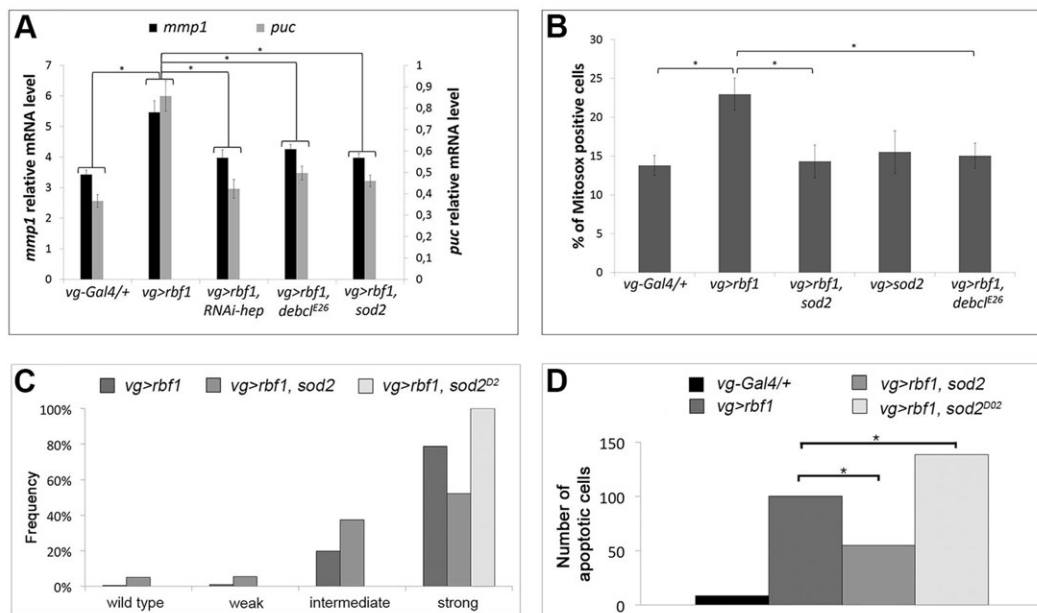 A
mmp1 puc
* * * *
mmp1 relative mRNA level
7
6
5
4
3
2
1
0
1
0,9
0,8
0,7
0,6
0,5
0,4
0,3
0,2
0,1
0
puc relative mRNA level
vg-Gal4/+ vg>rbf1 vg>rbf1, RNAi-hep vg>rbf1, debclE26 vg>rbf1, sod2
B
* * *
% of Mitosox positive cells
30
25
20
15
10
5
0
vg-Gal4/+ vg>rbf1 vg>rbf1, sod2 vg>sod2 vg>rbf1, debclE26
C
vg>rbf1 vg>rbf1, sod2 vg>rbf1, sod2D2
Frequency
100%
80%
60%
40%
20%
0%
wild type weak intermediate strong
D
vg-Gal4/+ vg>rbf1, sod2
vg>rbf1 vg>rbf1, sod2D02
* *
Number of
apoptotic cells
150
100
50
0